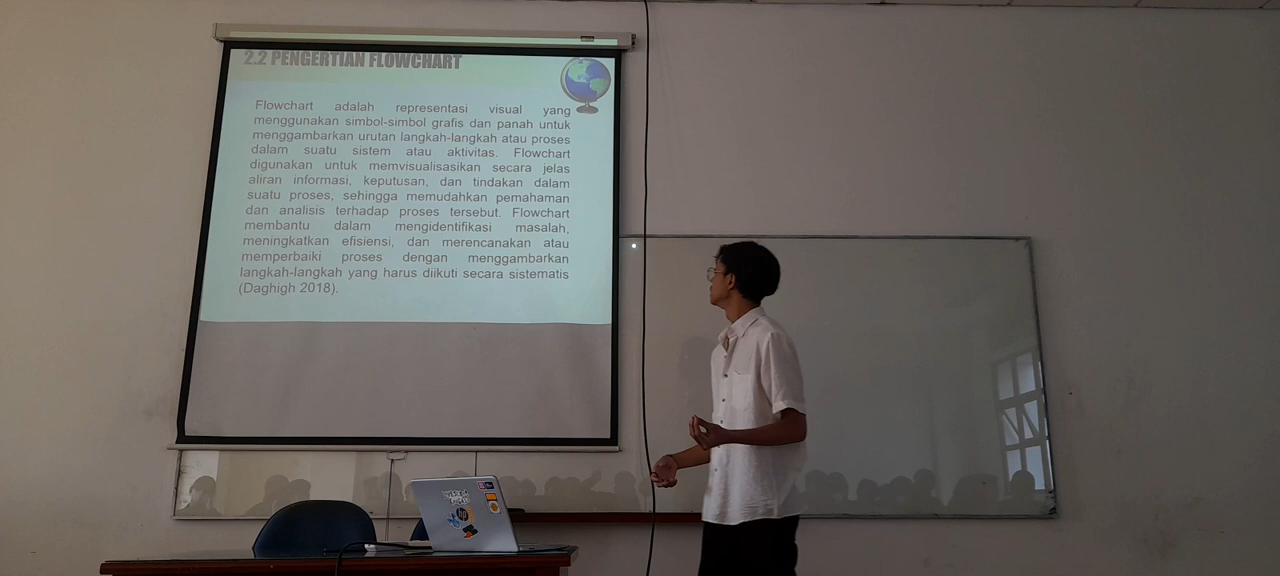 2.2 PENGERTIAN FLOWCHART
Flowchart adalah representasi visual yang
menggunakan simbol-simbol grafis dan panah untuk
menggambarkan urutan langkah-langkah atau proses
dalam suatu sistem atau aktivitas. Flowchart
digunakan untuk memvisualisasikan secara jelas
aliran informasi, keputusan, dan tindakan dalam
suatu proses, sehingga memudahkan pemahaman
dan analisis terhadap proses tersebut. Flowchart
membantu dalam mengidentifikasi masalah,
meningkatkan efisiensi, dan merencanakan atau
memperbaiki proses dengan menggambarkan
langkah-langkah yang harus diikuti secara sistematis
(Daghigh 2018).
hp